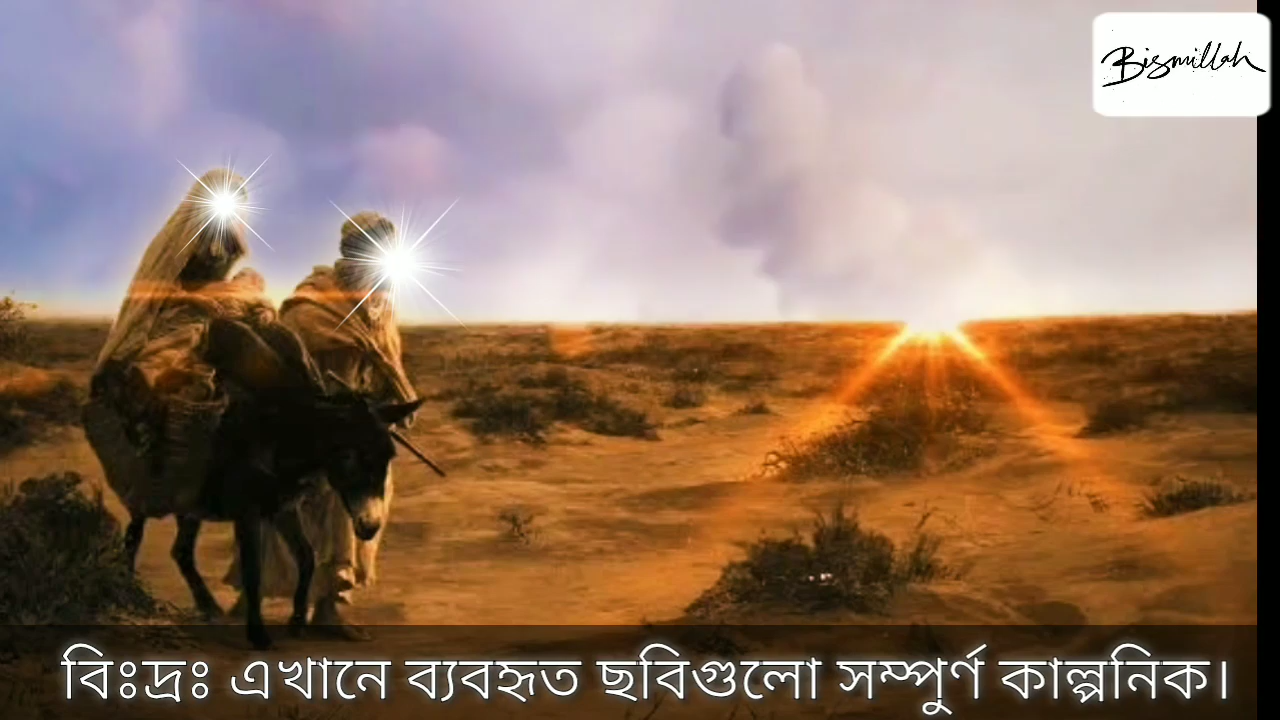 Bismillah
বিঃদ্রঃ এখানে ব্যবহৃত ছবিগুলো সম্পুর্ণ কাল্পনিক।